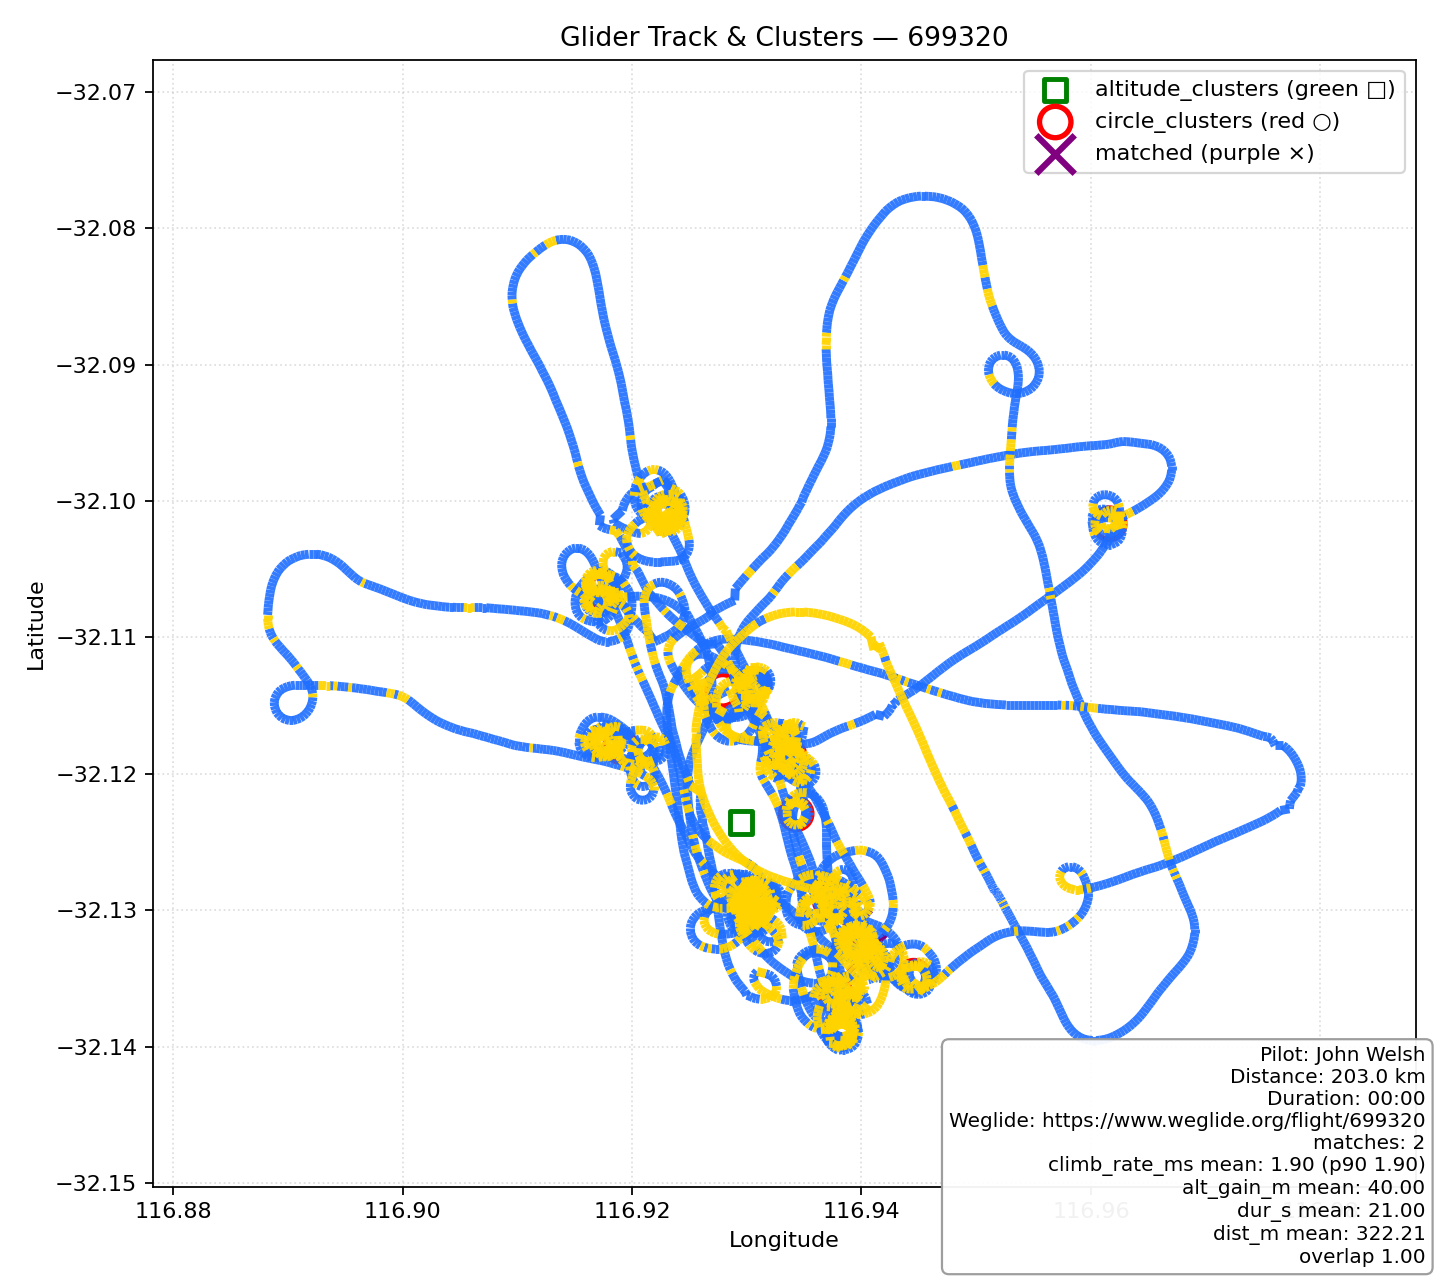 Glider Track & Clusters — 699320
altitude_clusters (green □)
circle_clusters (red ○)
matched (purple ×)
−32.07
−32.08
−32.09
−32.10
−32.11
−32.12
−32.13
−32.14
−32.15
Latitude
116.88
116.90
116.92
116.94
116.96
Longitude
Pilot: John Welsh
Distance: 203.0 km
Duration: 00:00
Weglide: https://www.weglide.org/flight/699320
matches: 2
climb_rate_ms mean: 1.90 (p90 1.90)
alt_gain_m mean: 40.00
dur_s mean: 21.00
dist_m mean: 322.21
overlap 1.00